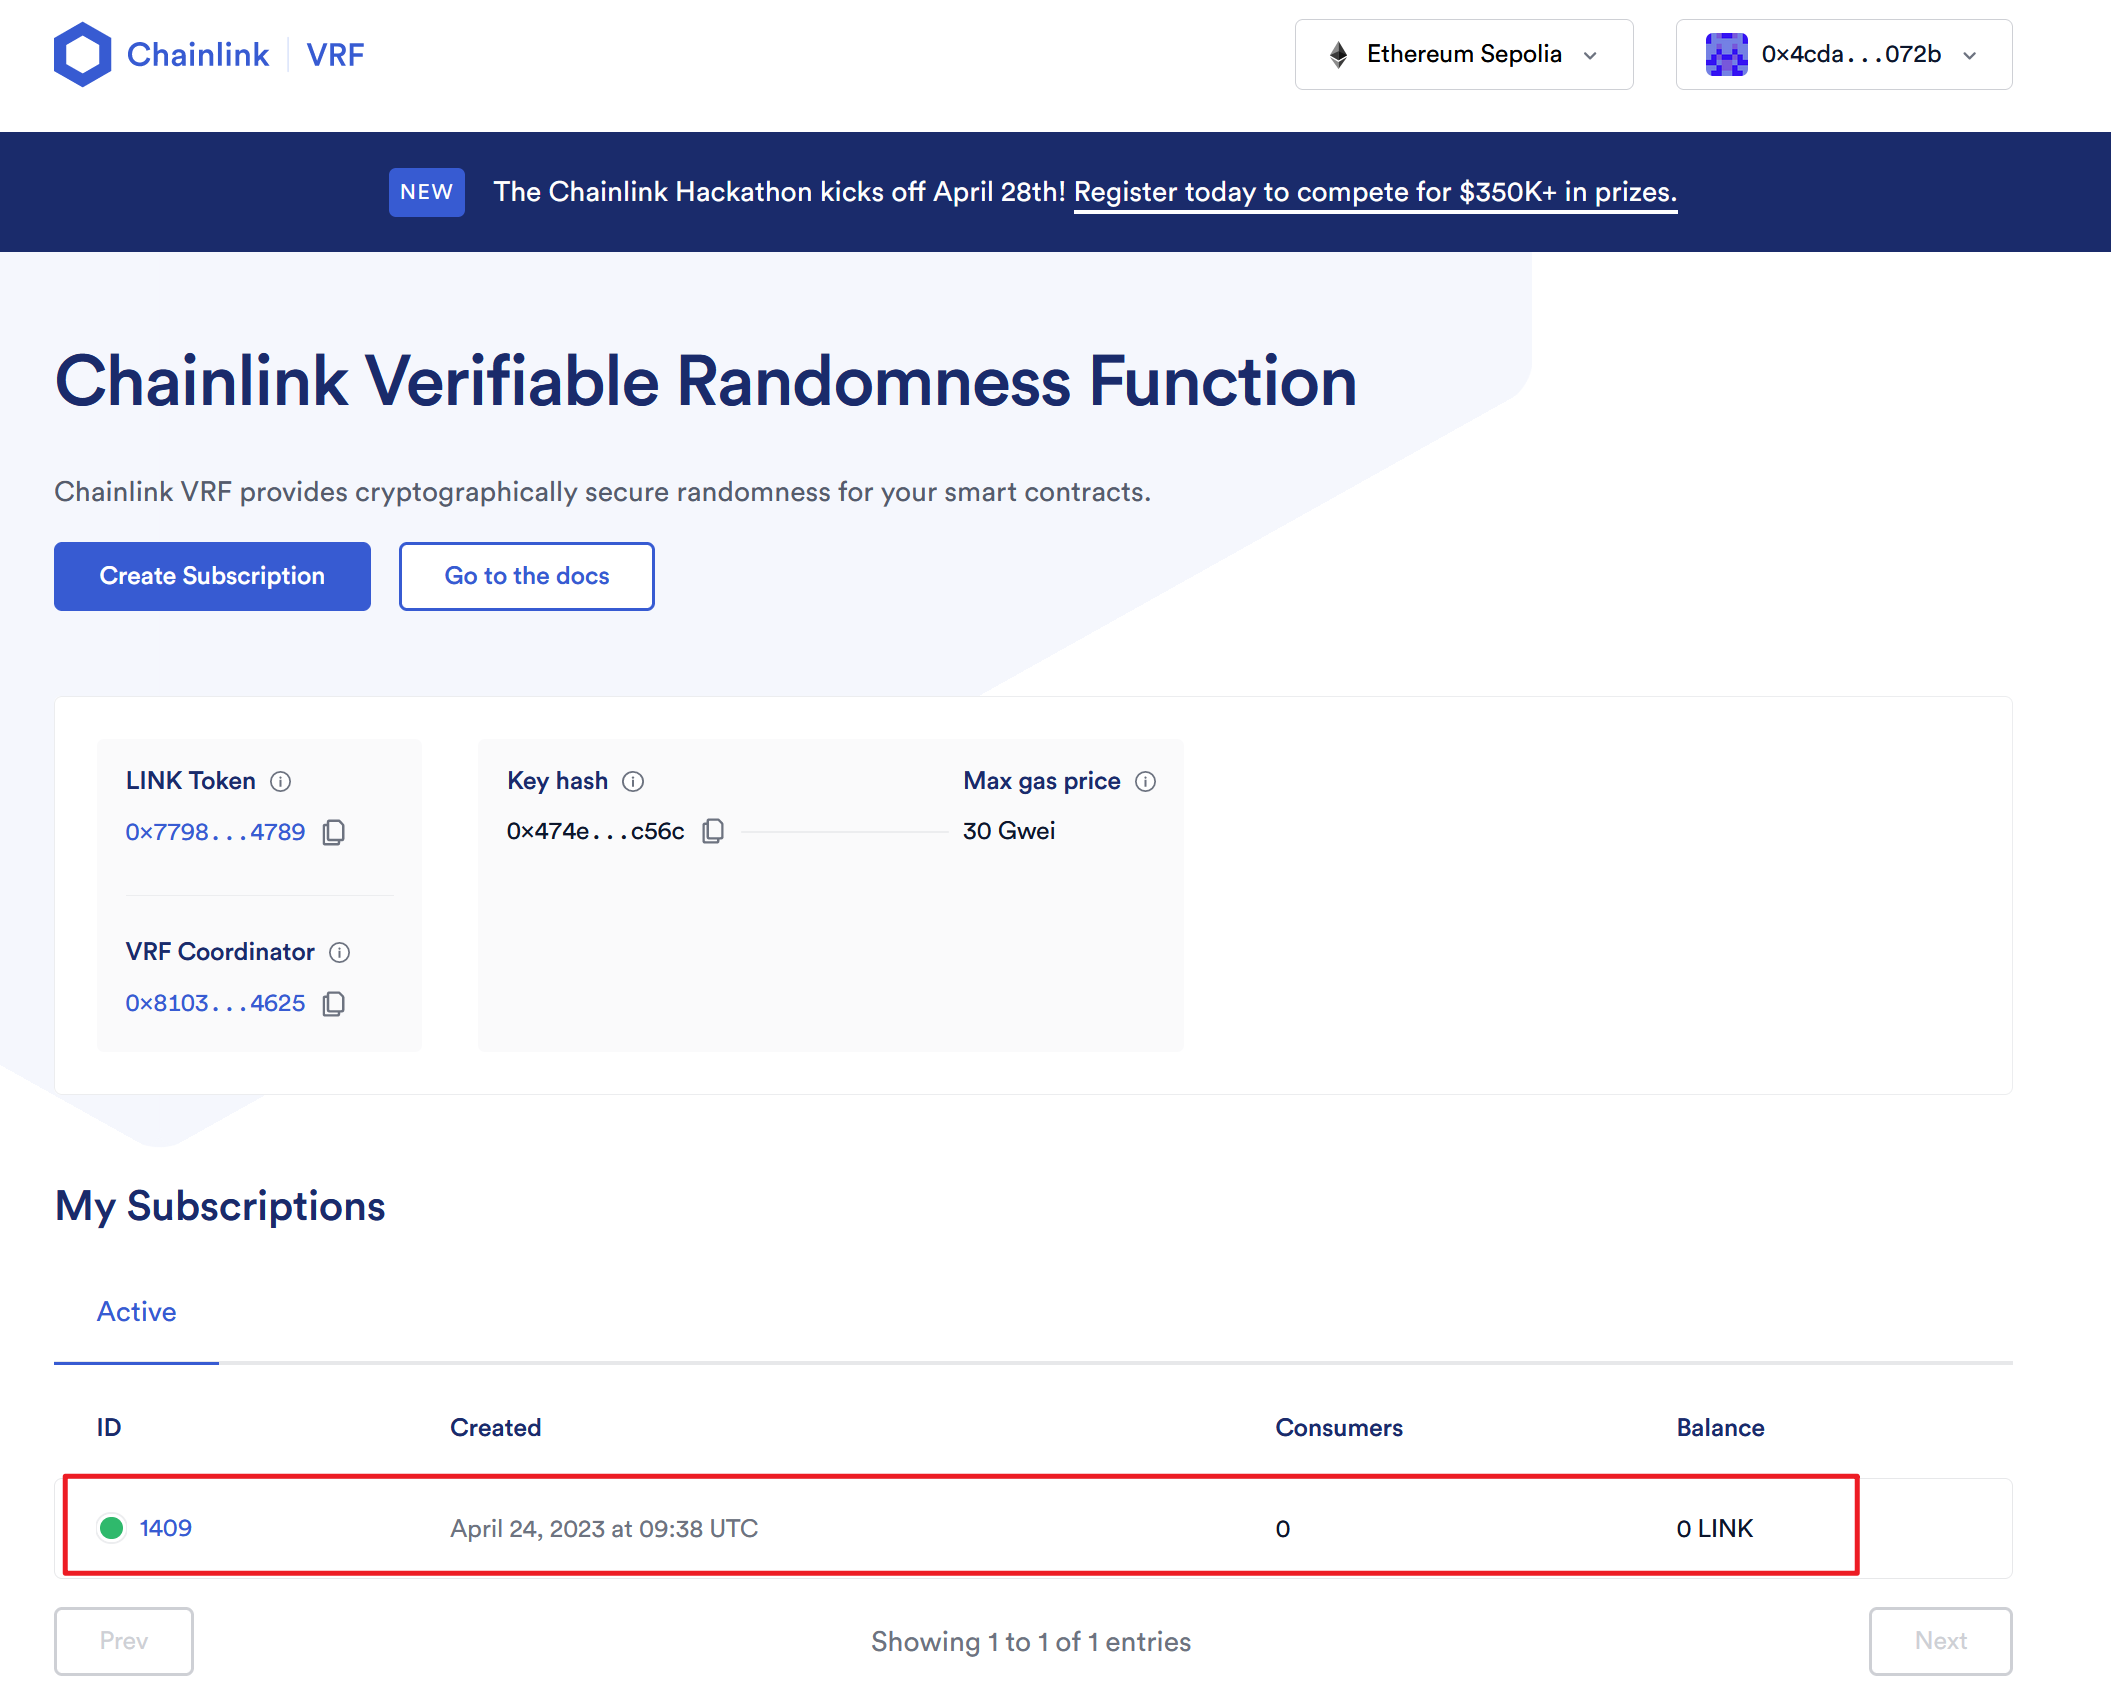 Chainlink VRF
Ethereum Sepolia
0x4cda...072b
NEW The Chainlink Hackathon kicks off April 28th! Register today to compete for $350K+ in prizes.
Chainlink Verifiable Randomness Function
Chainlink VRF provides cryptographically secure randomness for your smart contracts.
Create Subscription Go to the docs
LINK Token
0x7798...4789
VRF Coordinator
0x8103...4625
Key hash Max gas price
0x474e...c56c 30 Gwei
My Subscriptions
Active
ID Created Consumers Balance
1409 April 24, 2023 at 09:38 UTC 0 0 LINK
Prev Showing 1 to 1 of 1 entries Next